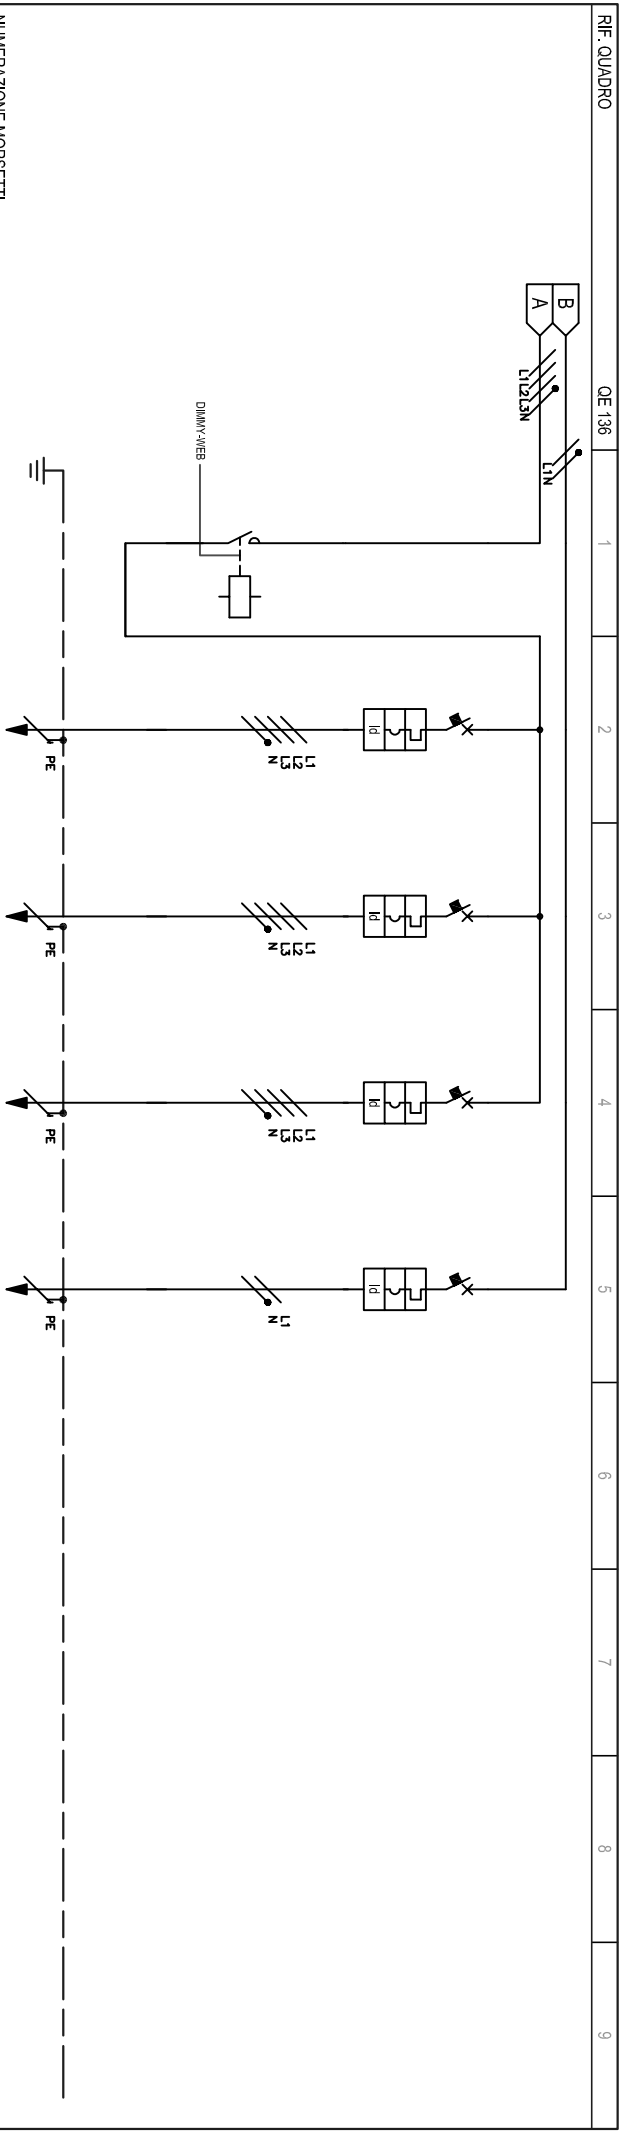 RIF. QUADRO
QE 136
1
2
3
4
5
6
7
8
9
B
A
L1N
L1L2L3N
DIMMY-WEB
Id
Id
Id
Id
L1
L2
L3
N
L1
L2
L3
N
L1
L2
L3
N
L1
N
PE
PE
PE
PE
NUMERAZIONE MORSETTI